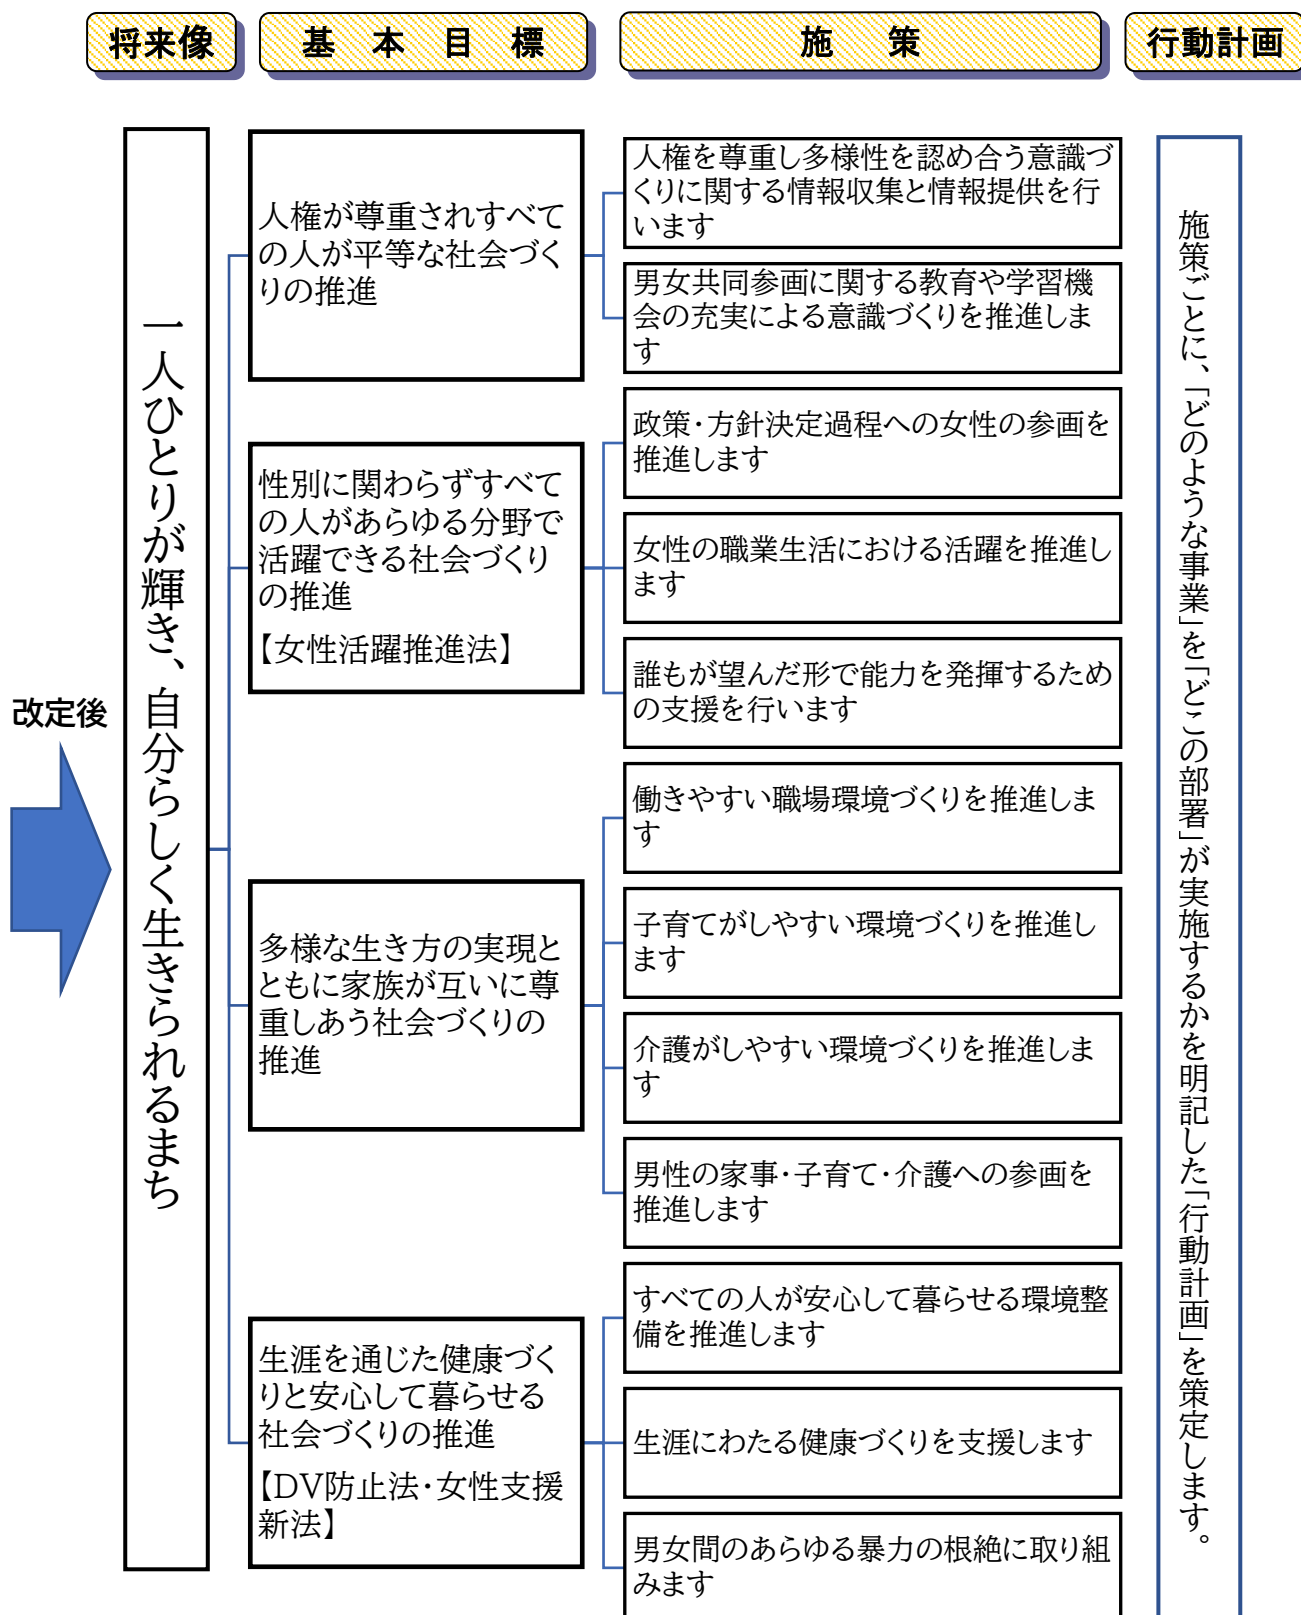 将来像
基本目標
施策
行動計画
改定後
一人ひとりが輝き、自分らしく生きられるまち
人権が尊重されすべて
の人が平等な社会づく
りの推進
人権を尊重し多様性を認め合う意識づ
くりに関する情報収集と情報提供を行
います
男女共同参画に関する教育や学習機
会の充実による意識づくりを推進しま
す
性別に関わらずすべて
の人があらゆる分野で
活躍できる社会づくり
の推進
【女性活躍推進法】
政策・方針決定過程への女性の参画を
推進します
女性の職業生活における活躍を推進し
ます
誰もが望んだ形で能力を発揮するため
の支援を行います
多様な生き方の実現と
ともに家族が互いに尊
重しあう社会づくりの
推進
働きやすい職場環境づくりを推進しま
す
子育てがしやすい環境づくりを推進し
ます
介護がしやすい環境づくりを推進しま
す
男性の家事・子育て・介護への参画を
推進します
生涯を通じた健康づく
りと安心して暮らせる
社会づくりの推進
【DV防止法・女性支援
新法】
すべての人が安心して暮らせる環境整
備を推進します
生涯にわたる健康づくりを支援します
男女間のあらゆる暴力の根絶に取り組
みます
施策ごとに、「どのような事業」を「どこの部署」が実施するかを明記した「行動計画」を策定します。